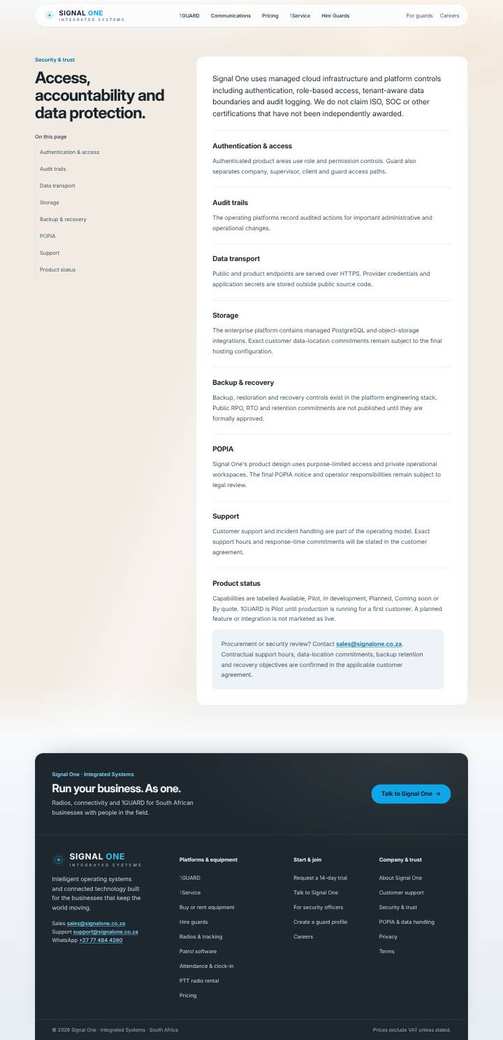 SIGNAL ONE
INTEGRATED SYSTEMS
1GUARD
Communications
Pricing
1Service
Hire Guards
For guards
Careers
Security & trust
Access,
accountability and
data protection.
On this page
Authentication & access
Audit trails
Data transport
Storage
Backup & recovery
POPIA
Support
Product status
Signal One uses managed cloud infrastructure and platform controls
including authentication, role-based access, tenant-aware data
boundaries and audit logging. We do not claim ISO, SOC or other
certifications that have not been independently awarded.
Authentication & access
Authenticated product areas use role and permission controls. Guard also
separates company, supervisor, client and guard access paths.
Audit trails
The operating platforms record audited actions for important administrative and
operational changes.
Data transport
Public and product endpoints are served over HTTPS. Provider credentials and
application secrets are stored outside public source code.
Storage
The enterprise platform contains managed PostgreSQL and object-storage
integrations. Exact customer data-location commitments remain subject to the final
hosting configuration.
Backup & recovery
Backup, restoration and recovery controls exist in the platform engineering stack.
Public RPO, RTO and retention commitments are not published until they are
formally approved.
POPIA
Signal One's product design uses purpose-limited access and private operational
workspaces. The final POPIA notice and operator responsibilities remain subject to
legal review.
Support
Customer support and incident handling are part of the operating model. Exact
support hours and response-time commitments will be stated in the customer
agreement.
Product status
Capabilities are labelled Available, Pilot, In development, Planned, Coming soon or
By quote. 1GUARD is Pilot until production is running for a first customer. A planned
feature or integration is not marketed as live.
Procurement or security review? Contact sales@signalone.co.za.
Contractual support hours, data-location commitments, backup retention
and recovery objectives are confirmed in the applicable customer
agreement.
Signal One · Integrated Systems
Run your business. As one.
Radios, connectivity and 1GUARD for South African
businesses with people in the field.
Talk to Signal One →
SIGNAL ONE
INTEGRATED SYSTEMS
Intelligent operating systems
and connected technology built
for the businesses that keep the
world moving.
Sales sales@signalone.co.za
Support support@signalone.co.za
WhatsApp +27 77 484 4280
Platforms & equipment
1GUARD
1Service
Buy or rent equipment
Hire guards
Radios & tracking
Patrol software
Attendance & clock-in
PTT radio rental
Pricing
Start & join
Request a 14-day trial
Talk to Signal One
For security officers
Create a guard profile
Careers
Company & trust
About Signal One
Customer support
Security & trust
POPIA & data handling
Privacy
Terms
© 2026 Signal One · Integrated Systems · South Africa
Prices exclude VAT unless stated.